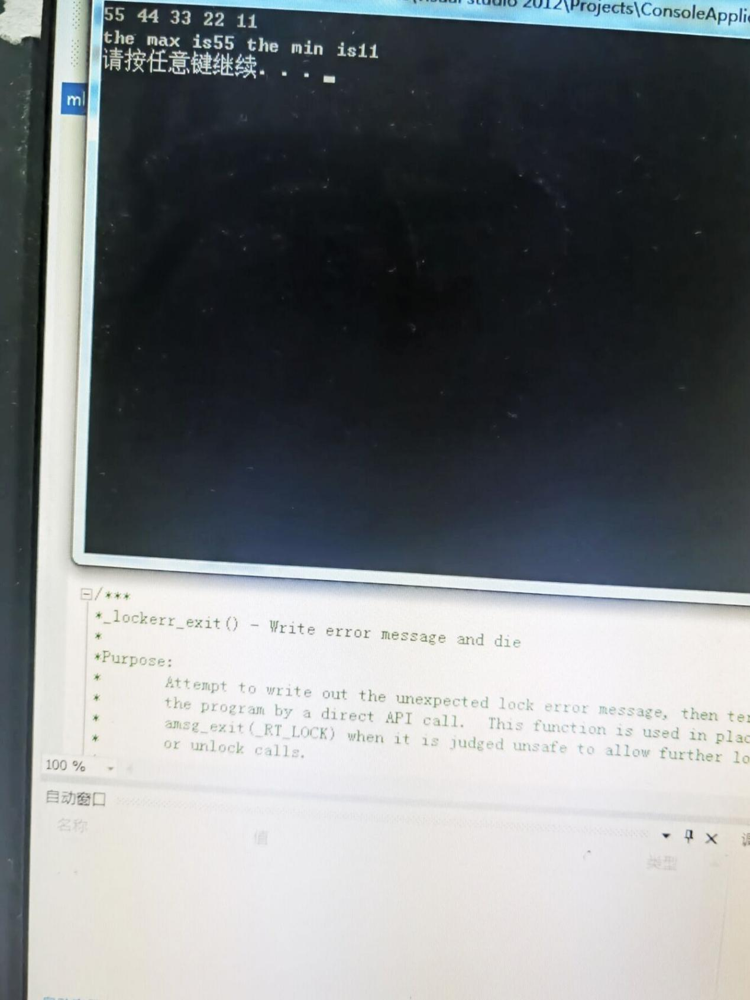 studio 2012\Projects\ConsoleApplic
55 44 33 22 11
the max is55 the min is11
请按任意键继续. . .
ml
/***
*_lockerr_exit() - Write error message and die
*
*Purpose:
* Attempt to write out the unexpected lock error message, then ter
* the program by a direct API call. This function is used in plac
* amsg_exit(_RT_LOCK) when it is judged unsafe to allow further lo
* or unlock calls.
100 %
自动窗口
名称 值 类型